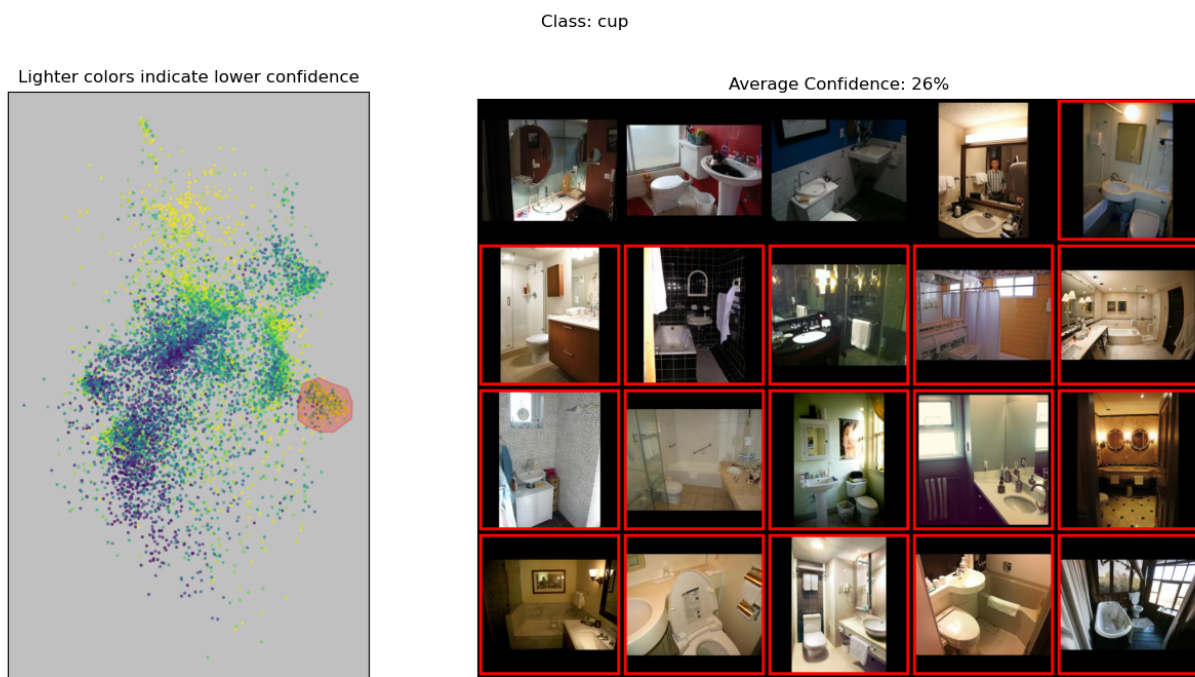 Class: cup
Lighter colors indicate lower confidence
Average Confidence: 26%